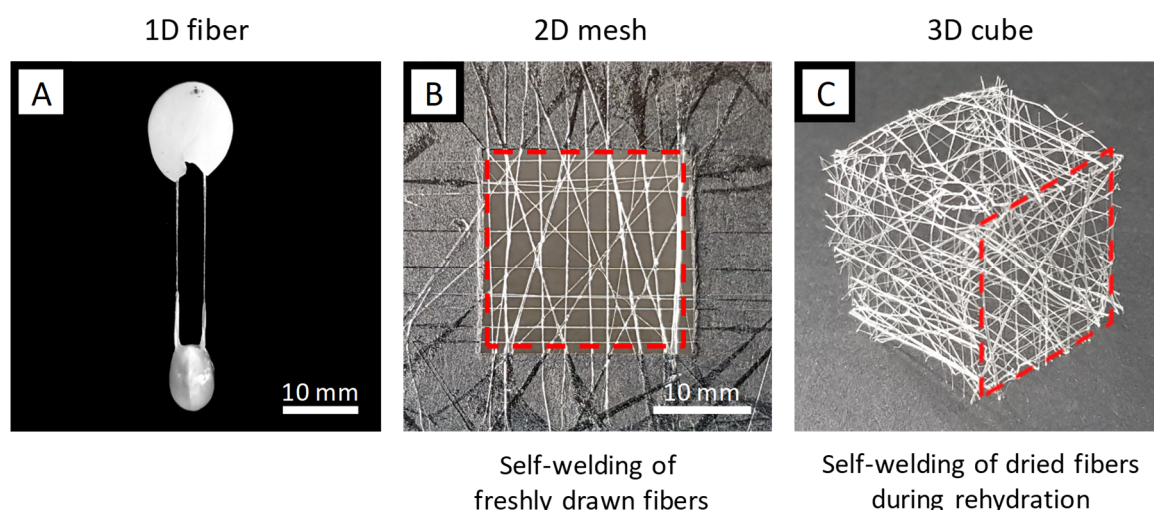 1D fiber
2D mesh
3D cube
A
B
C
10 mm
10 mm
Self-welding of
freshly drawn fibers
Self-welding of dried fibers
during rehydration